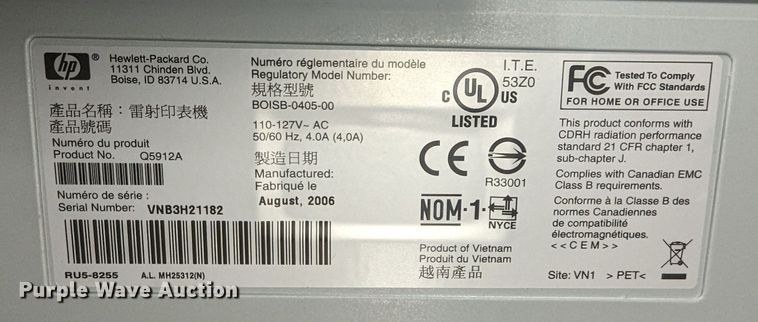 hp
®
invent
Hewlett-Packard Co.
11311 Chinden Blvd.
Boise, ID 83714 U.S.A.
產品名稱：雷射印表機
產品號碼
Numéro du produit
Product No. Q5912A
Numéro de série :
Serial Number: VNB3H21182
RU5-8255 A.L. MH25312(N)
Numéro réglementaire du modèle
Regulatory Model Number:
規格型號
BOISB-0405-00
110-127V~ AC
50/60 Hz, 4.0A (4,0A)
製造日期
Manufactured:
Fabriqué le
August, 2006
I.T.E.
53Z0
C UL US
®
LISTED
CE
R33001
NOM-1-
NYCE
Product of Vietnam
Produit du Vietnam
越南產品
FC Tested To Comply
With FCC Standards
FOR HOME OR OFFICE USE
This product conforms with
CDRH radiation performance
standard 21 CFR chapter 1,
sub-chapter J.
Complies with Canadian EMC
Class B requirements.
Conforme à la Classe B des
normes Canadiennes
de compatibilité
électromagnétiques.
<<CEM>>
Site: VN1 >PET<
Purple Wave Auction